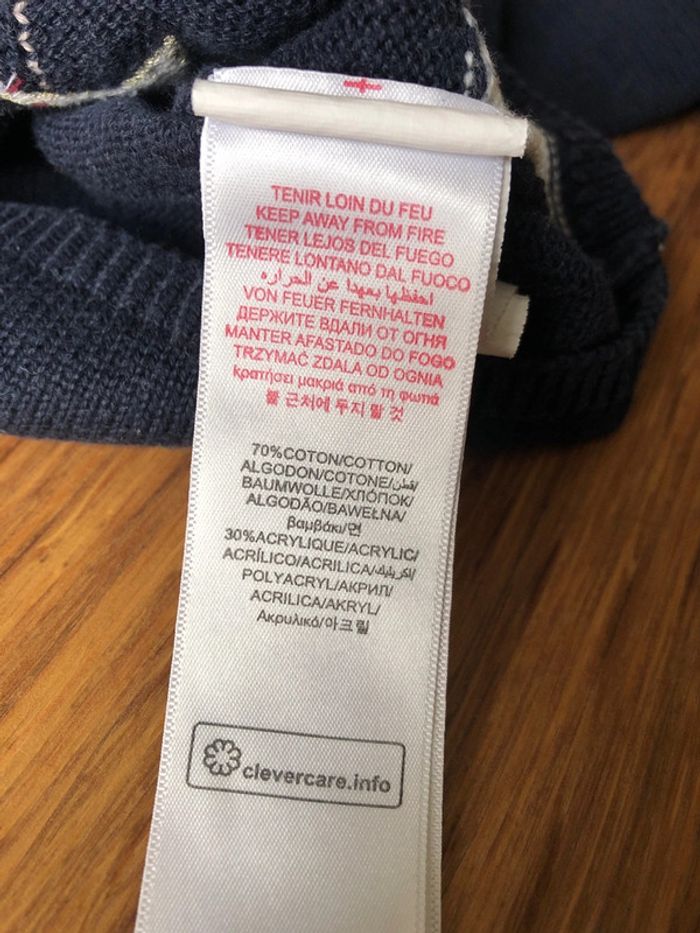 TENIR LOIN DU FEU
KEEP AWAY FROM FIRE
TENER LEJOS DEL FUEGO
TENERE LONTANO DAL FUOCO
احفظها بعهدا عن الحراره
VON FEUER FERNHALTEN
ДЕРЖИТЕ ВДАЛИ ОТ ОГНЯ
MANTER AFASTADO DO FOGO
TRZYMAĆ ZDALA OD OGNIA
κρατήσει μακριά από τη φωτιά
불 근처에 두지 말 것
70%COTON/COTTON/
ALGODON/COTONE/قطن/
BAUMWOLLE/ХЛОПОК/
ALGODÃO/BAWEŁNA/
βαμβάκι/면
30%ACRYLIQUE/ACRYLIC/
ACRÍLICO/ACRILICA/اكريليك/
POLYACRYL/АКРИЛ/
ACRILICA/AKRYL/
Ακρυλικό/아크릴
clevercare.info